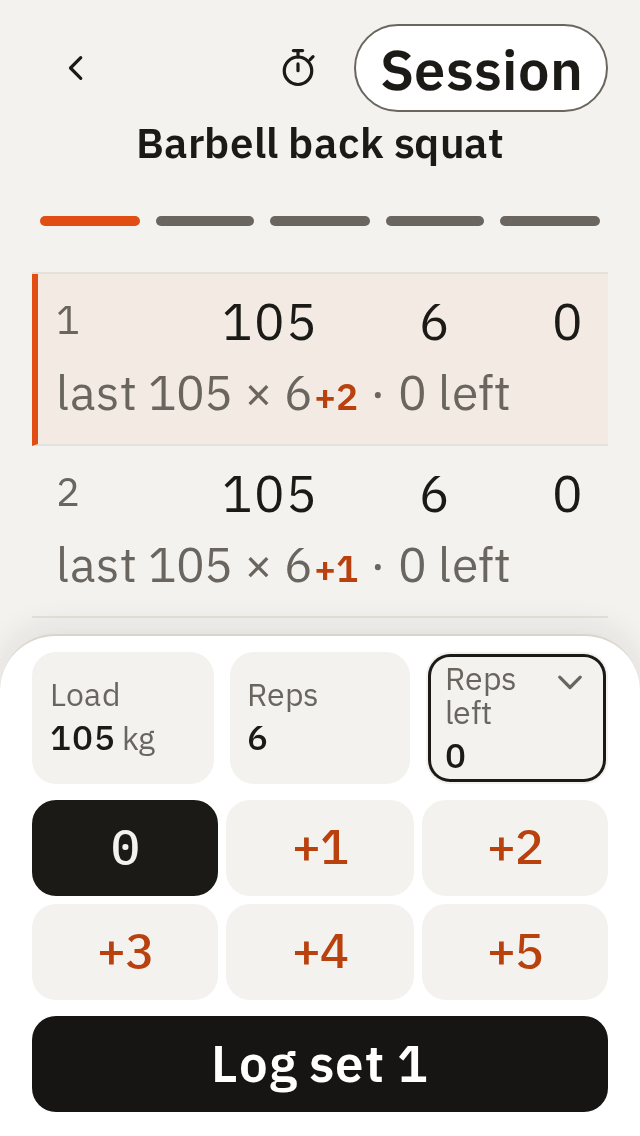 Session
Barbell back squat
1 105 6 0
last 105 × 6+2 · 0 left
2 105 6 0
last 105 × 6+1 · 0 left
Load
105 kg
Reps
6
Reps
left
0
0 +1 +2
+3 +4 +5
Log set 1